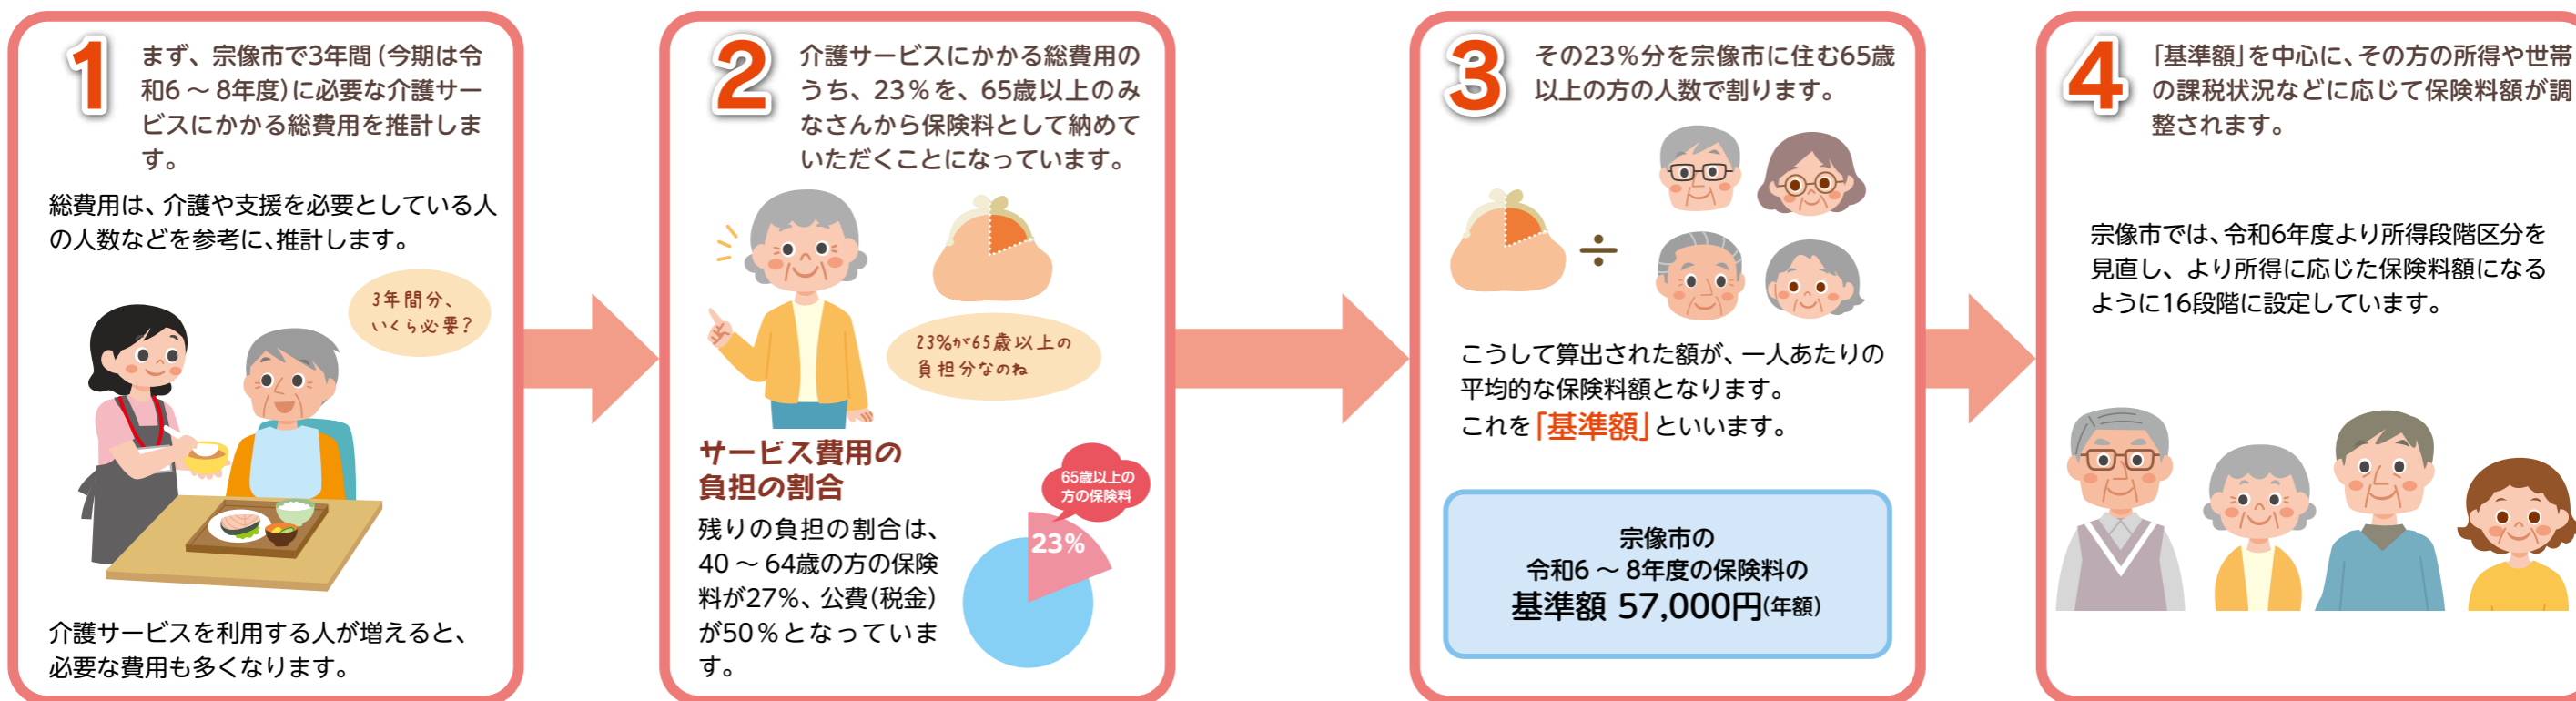 1
まず、宗像市で3年間(今期は令
和6～8年度)に必要な介護サー
ビスにかかる総費用を推計しま
す。
総費用は、介護や支援を必要としている人
の人数などを参考に、推計します。
3年間分、
いくら必要?
介護サービスを利用する人が増えると、
必要な費用も多くなります。
2
介護サービスにかかる総費用の
うち、23%を、65歳以上のみ
なさんから保険料として納めて
いただくことになっています。
23%が65歳以上の
負担分なのね
サービス費用の
負担の割合
残りの負担の割合は、
40～64歳の方の保険
料が27%、公費(税金)
が50%となっていま
す。
65歳以上の
方の保険料
23%
3
その23%分を宗像市に住む65歳
以上の方の人数で割ります。
÷
こうして算出された額が、一人あたりの
平均的な保険料額となります。
これを「基準額」といいます。
宗像市の
令和6～8年度の保険料の
基準額 57,000円(年額)
4
「基準額」を中心に、その方の所得や世帯
の課税状況などに応じて保険料額が調
整されます。
宗像市では、令和6年度より所得段階区分を
見直し、より所得に応じた保険料額になる
ように16段階に設定しています。